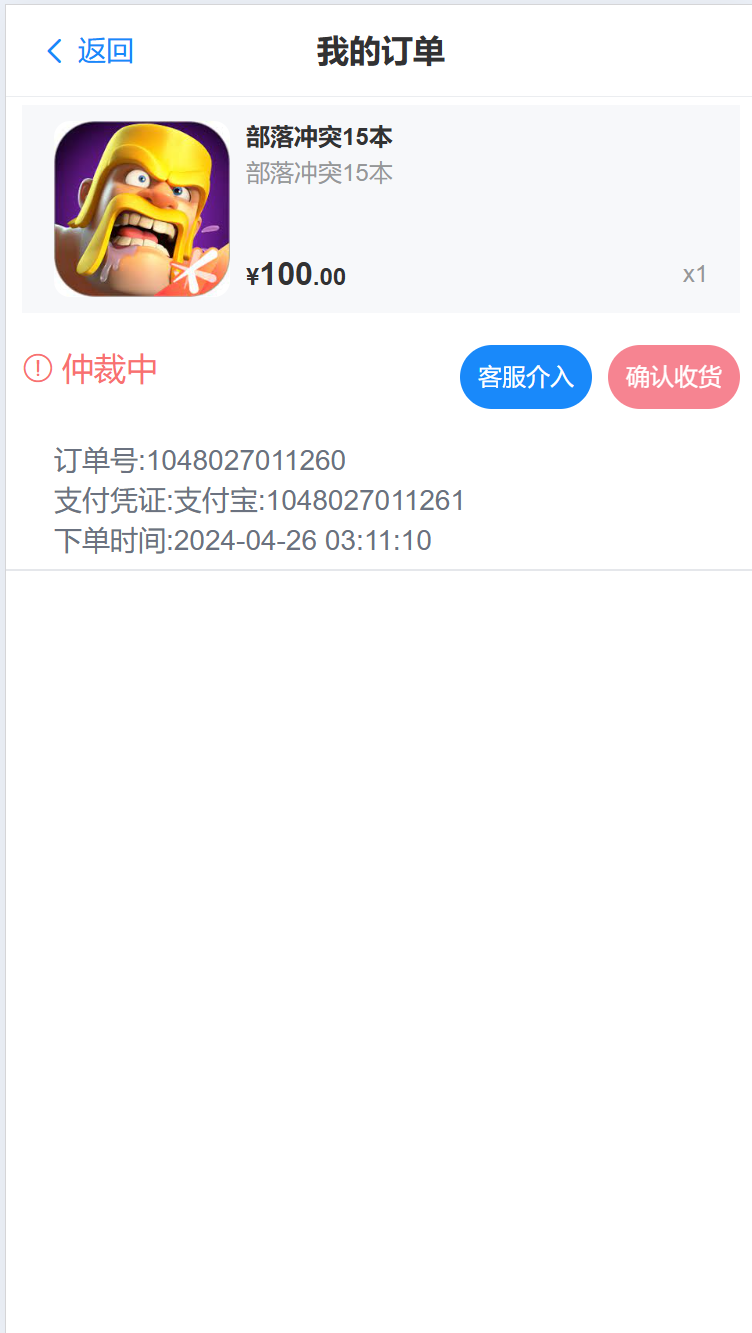 返回
我的订单
部落冲突15本
部落冲突15本
¥100.00
x1
仲裁中
客服介入
确认收货
订单号:1048027011260
支付凭证:支付宝:1048027011261
下单时间:2024-04-26 03:11:10